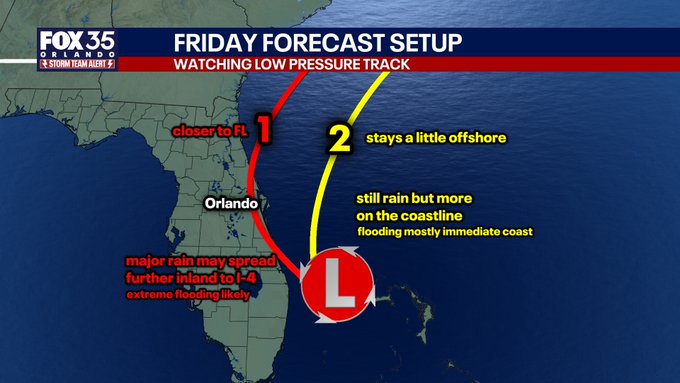 FOX 35
ORLANDO
STORM TEAM ALERT
FRIDAY FORECAST SETUP
WATCHING LOW PRESSURE TRACK
closer to FL
1
2
stays a little offshore
Orlando
still rain but more
on the coastline
flooding mostly immediate coast
major rain may spread
further inland to I-4
extreme flooding likely
L